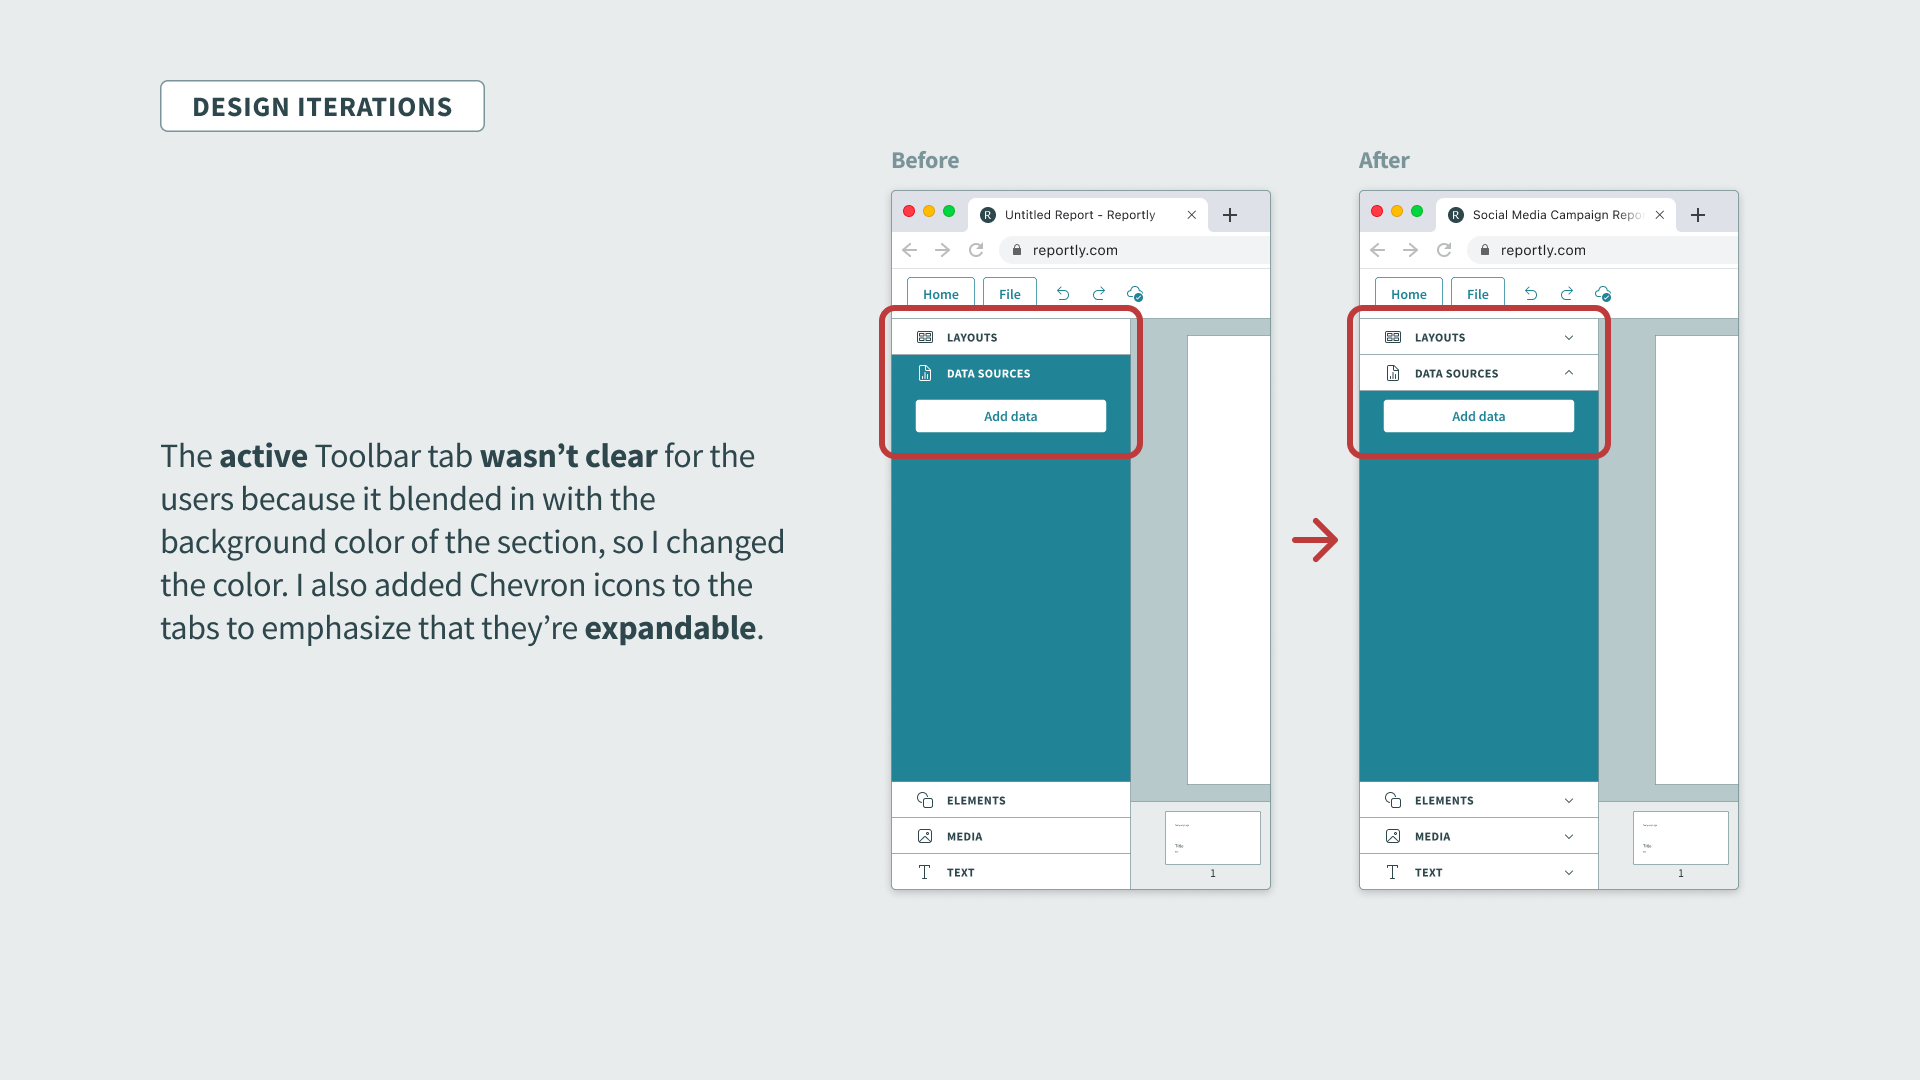 DESIGN ITERATIONS
The active Toolbar tab wasn’t clear for the
users because it blended in with the
background color of the section, so I changed
the color. I also added Chevron icons to the
tabs to emphasize that they’re expandable.
Before
R Untitled Report - Reportly
reportly.com
Home File
LAYOUTS
DATA SOURCES
Add data
ELEMENTS
MEDIA
TEXT
Title
1
After
R Social Media Campaign Repo
reportly.com
Home File
LAYOUTS
DATA SOURCES
Add data
ELEMENTS
MEDIA
TEXT
Title
1